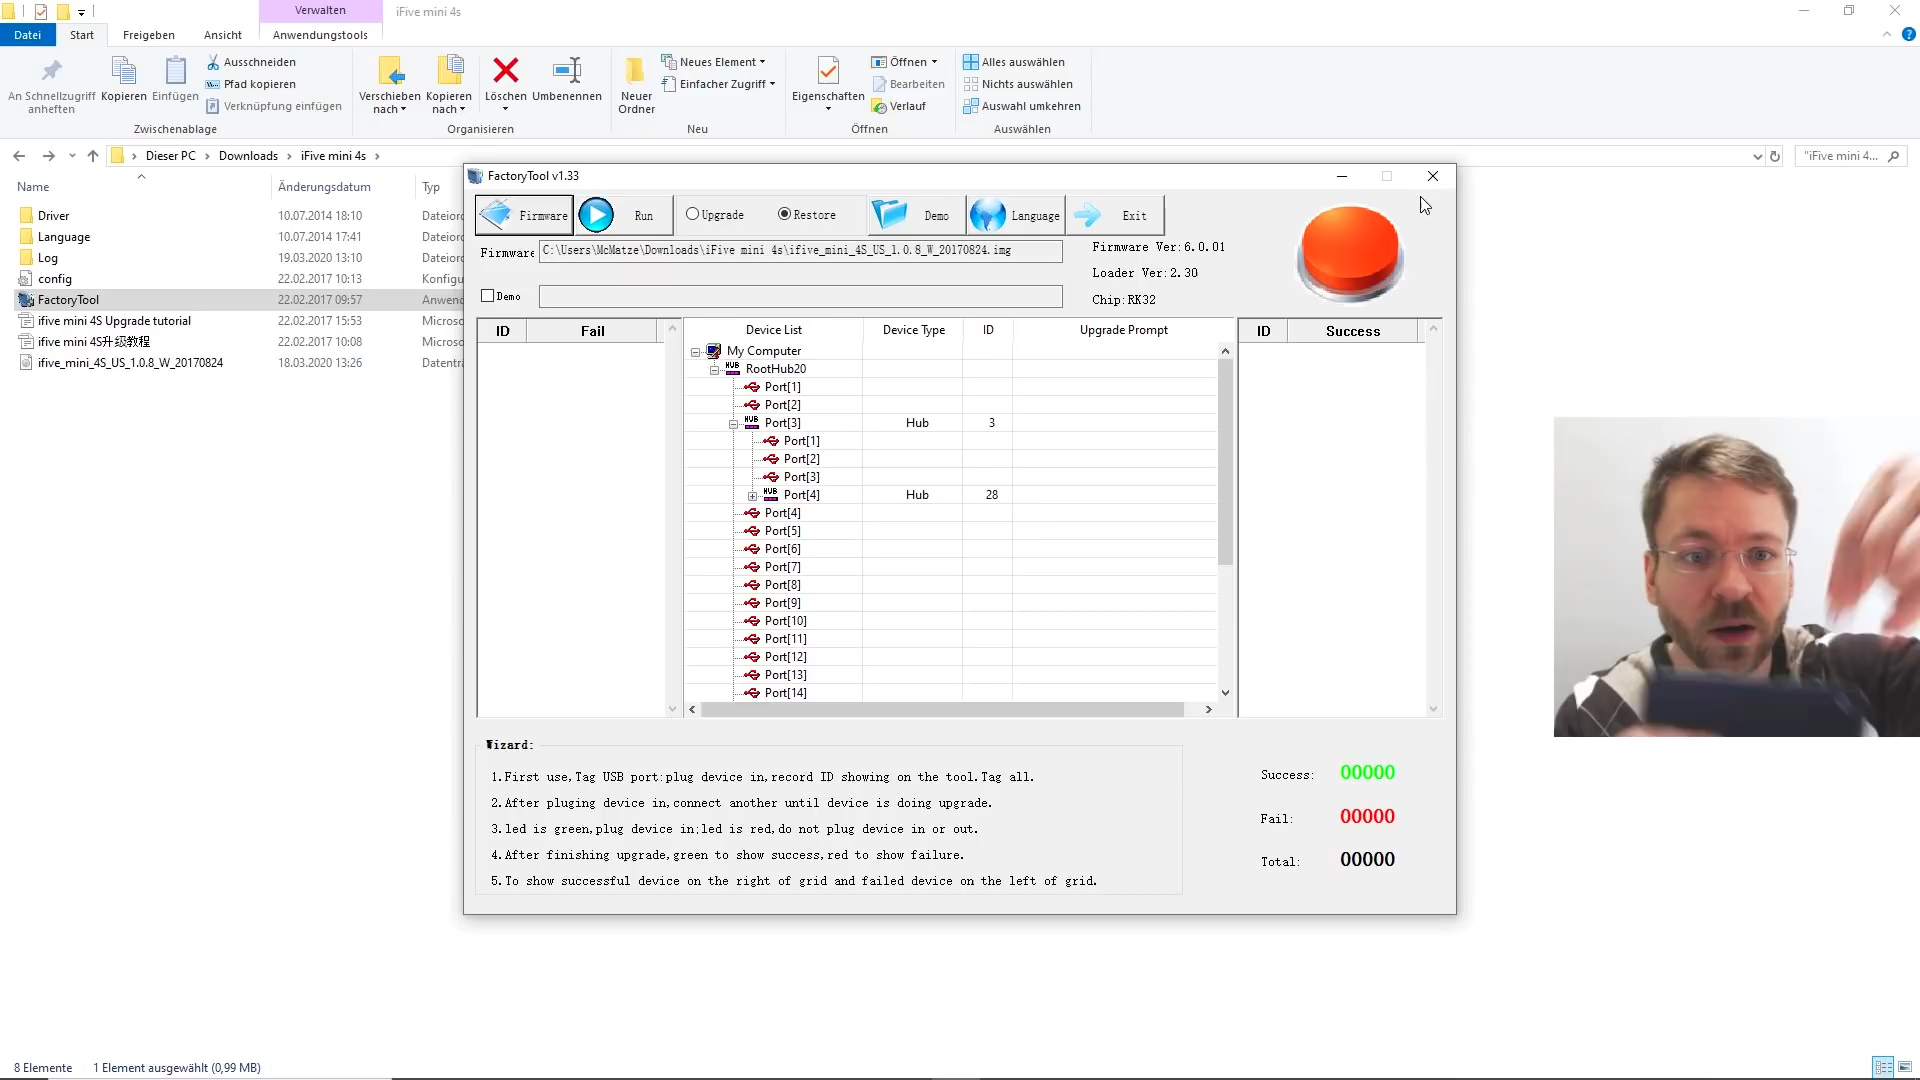 Verwalten
iFive mini 4s
Datei
Start
Freigeben
Ansicht
Anwendungstools
An Schnellzugriff
anheften
Kopieren
Einfügen
Ausschneiden
Pfad kopieren
Verknüpfung einfügen
Zwischenablage
Verschieben
nach
Kopieren
nach
Löschen
Umbenennen
Organisieren
Neuer
Ordner
Neues Element
Einfacher Zugriff
Neu
Eigenschaften
Öffnen
Bearbeiten
Verlauf
Öffnen
Alles auswählen
Nichts auswählen
Auswahl umkehren
Auswählen
Dieser PC
Downloads
iFive mini 4s
"iFive mini 4...
Name
Änderungsdatum
Typ
Driver
10.07.2014 18:10
Dateior
Language
10.07.2014 17:41
Dateior
Log
19.03.2020 13:10
Dateior
config
22.02.2017 10:13
Konfigu
FactoryTool
22.02.2017 09:57
Anwenc
ifive mini 4S Upgrade tutorial
22.02.2017 15:53
Microso
ifive mini 4S升级教程
22.02.2017 10:08
Microso
ifive_mini_4S_US_1.0.8_W_20170824
18.03.2020 13:26
Datentr
FactoryTool v1.33
Firmware
Run
Upgrade
Restore
Demo
Language
Exit
Firmware
C:\Users\McMatze\Downloads\iFive mini 4s\ifive_mini_4S_US_1.0.8_W_20170824.img
Demo
Firmware Ver:6.0.01
Loader Ver:2.30
Chip:RK32
ID
Fail
Device List
Device Type
ID
Upgrade Prompt
ID
Success
My Computer
HUB RootHub20
Port[1]
Port[2]
HUB Port[3] Hub 3
Port[1]
Port[2]
Port[3]
HUB Port[4] Hub 28
Port[4]
Port[5]
Port[6]
Port[7]
Port[8]
Port[9]
Port[10]
Port[11]
Port[12]
Port[13]
Port[14]
Wizard:
1.First use,Tag USB port:plug device in,record ID showing on the tool.Tag all.
2.After pluging device in,connect another until device is doing upgrade.
3.led is green,plug device in;led is red,do not plug device in or out.
4.After finishing upgrade,green to show success,red to show failure.
5.To show successful device on the right of grid and failed device on the left of grid.
Success: 00000
Fail: 00000
Total: 00000
8 Elemente
1 Element ausgewählt (0,99 MB)